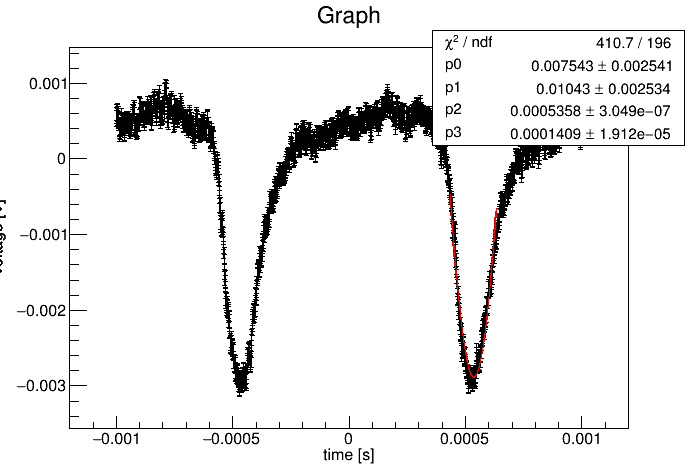 Graph
χ² / ndf 410.7 / 196
p0 0.007543 ± 0.002541
p1 0.01043 ± 0.002534
p2 0.0005358 ± 3.049e−07
p3 0.0001409 ± 1.912e−05
0.001
0
−0.001
−0.002
−0.003
−0.001 −0.0005 0 0.0005 0.001
time [s]